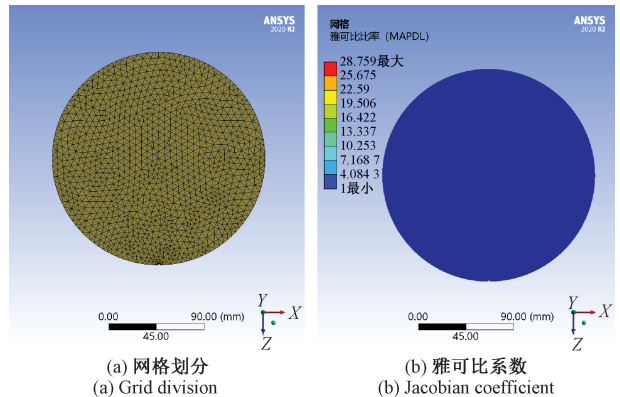 ANSYS
2020 R2
0.00
90.00 (mm)
45.00
Y
X
Z
(a) 网格划分
(a) Grid division
网格
雅可比比率 (MAPDL)
ANSYS
2020 R2
28.759最大
25.675
22.59
19.506
16.422
13.337
10.253
7.168 7
4.084 3
1最小
0.00
90.00 (mm)
45.00
Y
X
Z
(b) 雅可比系数
(b) Jacobian coefficient